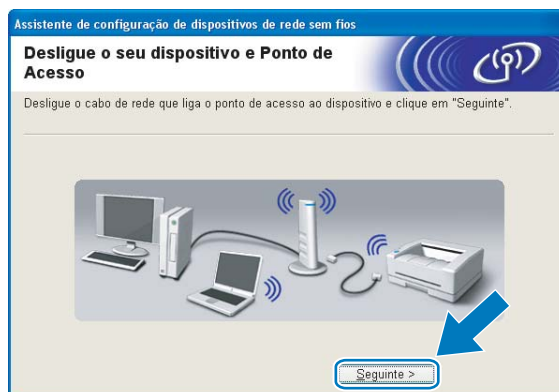 Assistente de configuração de dispositivos de rede sem fios
Desligue o seu dispositivo e Ponto de
Acesso
Desligue o cabo de rede que liga o ponto de acesso ao dispositivo e clique em "Seguinte".
Seguinte >